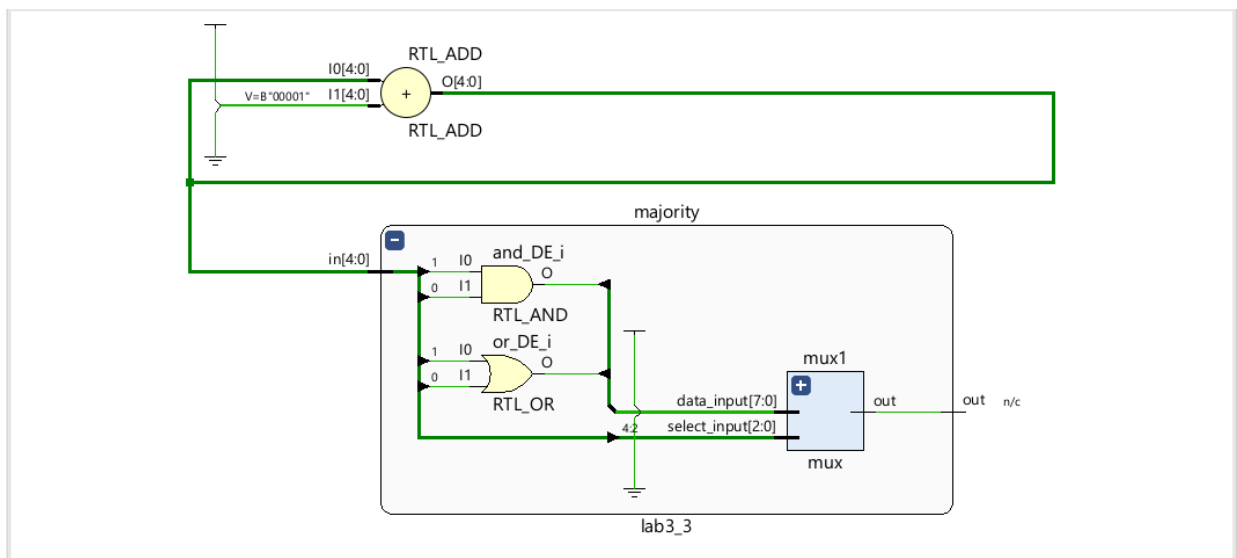 RTL_ADD
I0[4:0]
O[4:0]
V=B"00001"
I1[4:0]
+
RTL_ADD
majority
in[4:0]
and_DE_i
1 I0
O
0 I1
RTL_AND
or_DE_i
1 I0
O
0 I1
RTL_OR
mux1
data_input[7:0]
out
out n/c
4:2
select_input[2:0]
mux
lab3_3